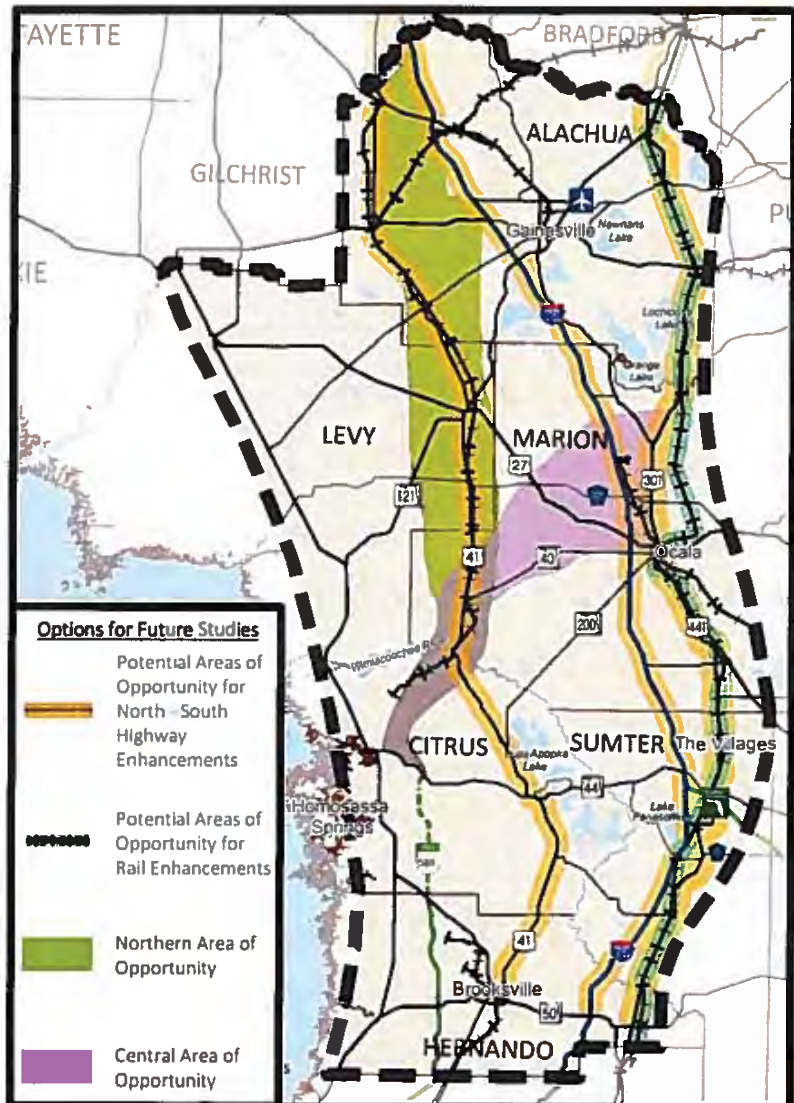 FAYETTE
BRADFORD
ALACHUA
GILCHRIST
PU
Gainesville
Newnans
Lake
XIE
Lochloosa
Lake
Orange
Lake
LEVY
MARION
27
301
121
41
40
Ocala
200
441
Withlacoochee R
CITRUS
SUMTER
The Villages
Lake
44
Lake
Homosassa
Springs
41
Brooksville
50
HERNANDO
Options for Future Studies
Potential Areas of
Opportunity for
North - South
Highway
Enhancements
Potential Areas of
Opportunity for
Rail Enhancements
Northern Area of
Opportunity
Central Area of
Opportunity